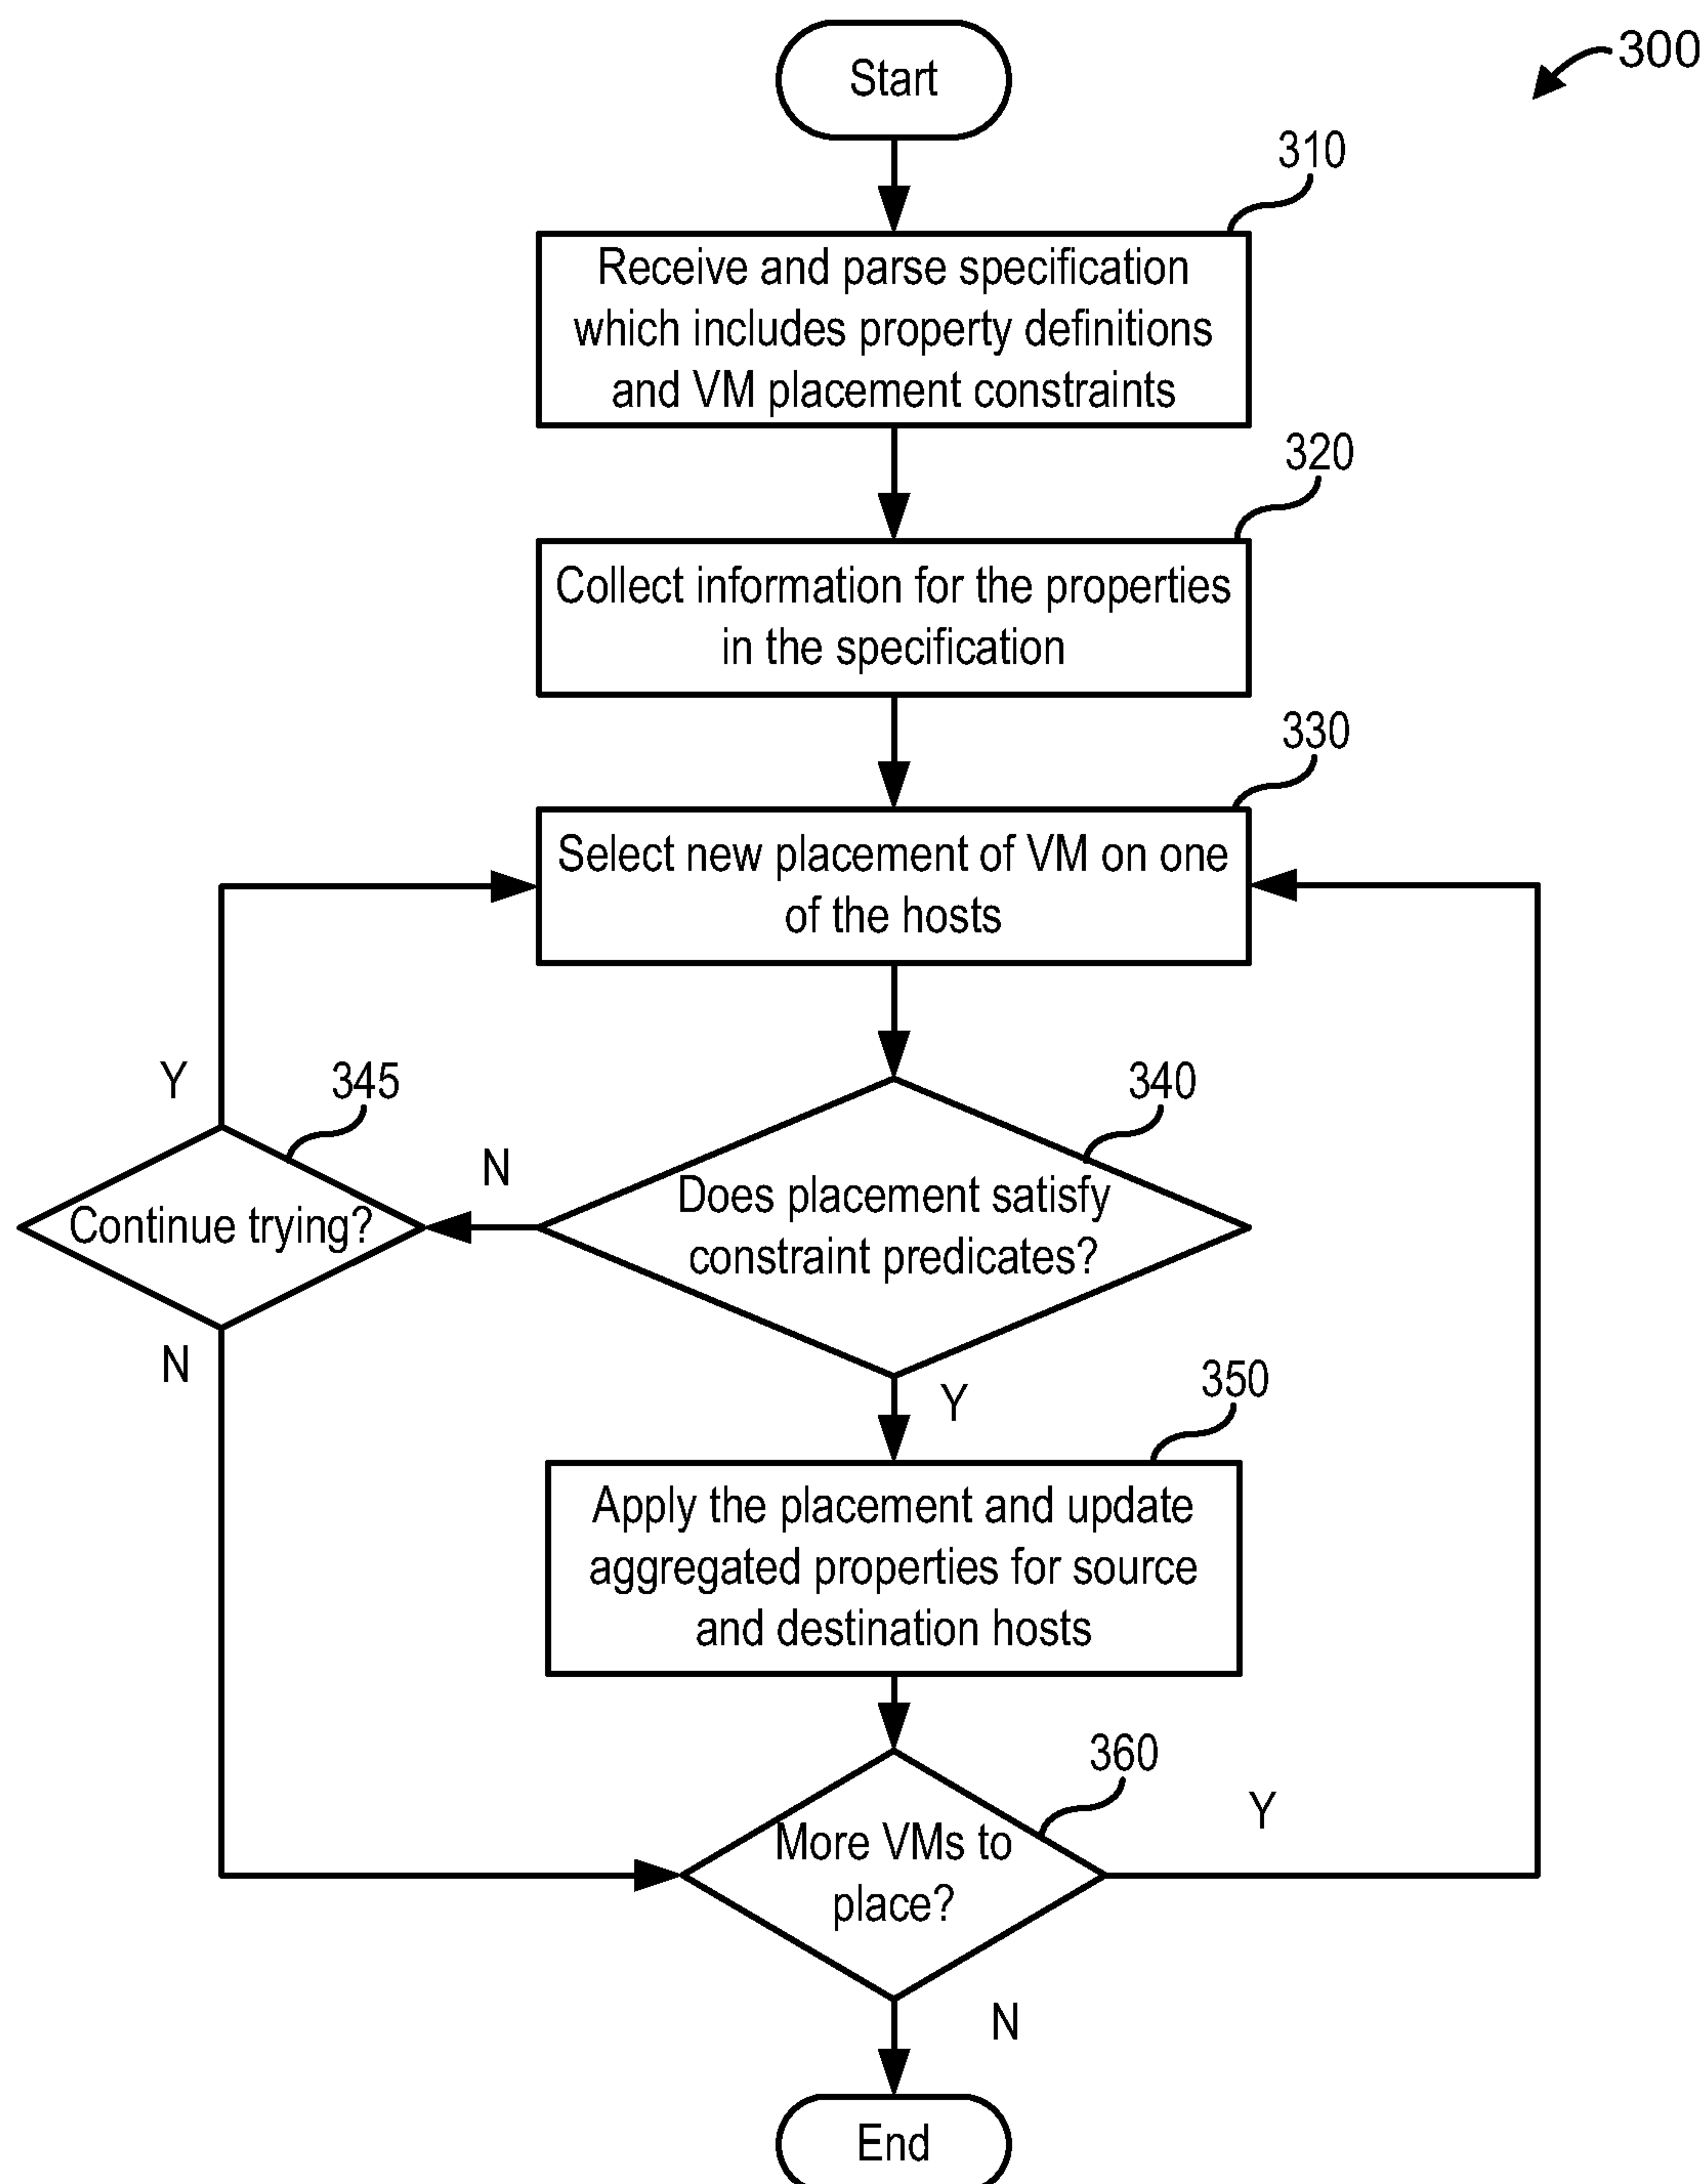 Start
300
310
Receive and parse specification
which includes property definitions
and VM placement constraints
320
Collect information for the properties
in the specification
330
Select new placement of VM on one
of the hosts
Y
345
340
N
Continue trying?
Does placement satisfy
constraint predicates?
N
Y
350
Apply the placement and update
aggregated properties for source
and destination hosts
360
Y
More VMs to
place?
N
End